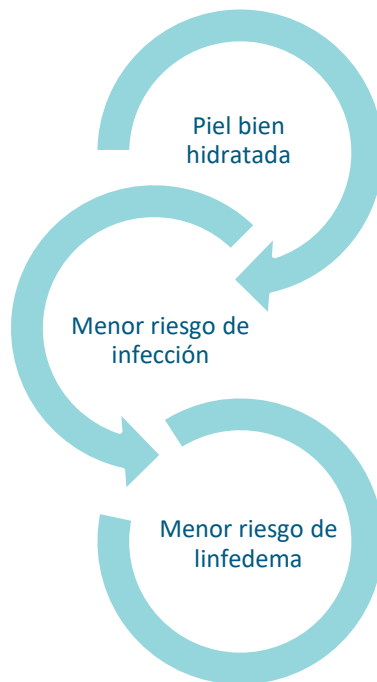 Piel bien
hidratada
Menor riesgo de
infección
Menor riesgo de
linfedema